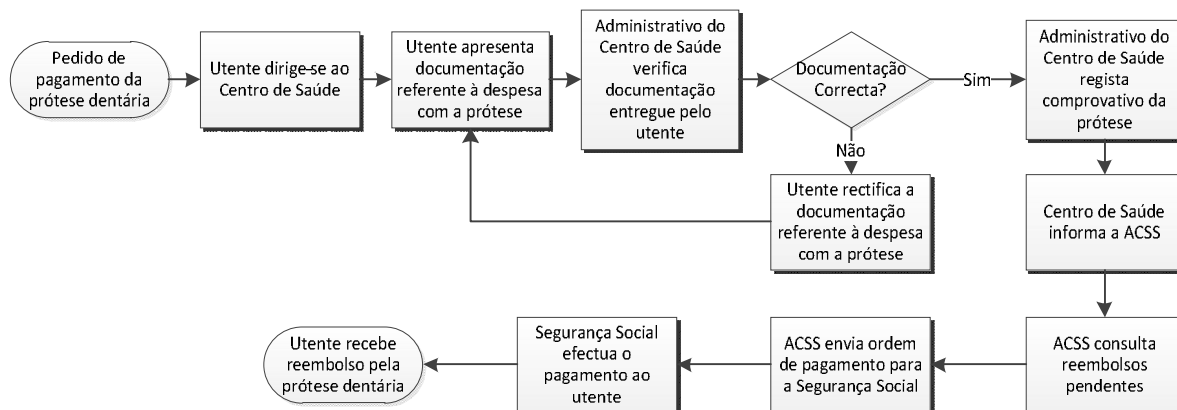 Pedido de
pagamento da
prótese dentária
Utente dirige-se ao
Centro de Saúde
Utente apresenta
documentação
referente à despesa
com a prótese
Administrativo do
Centro de Saúde
verifica
documentação
entregue pelo
utente
Documentação
Correcta?
Sim
Administrativo do
Centro de Saúde
regista
comprovativo da
prótese
Não
Utente rectifica a
documentação
referente à despesa
com a prótese
Centro de Saúde
informa a ACSS
ACSS consulta
reembolsos
pendentes
ACSS envia ordem
de pagamento para
a Segurança Social
Segurança Social
efectua o
pagamento ao
utente
Utente recebe
reembolso pela
prótese dentária